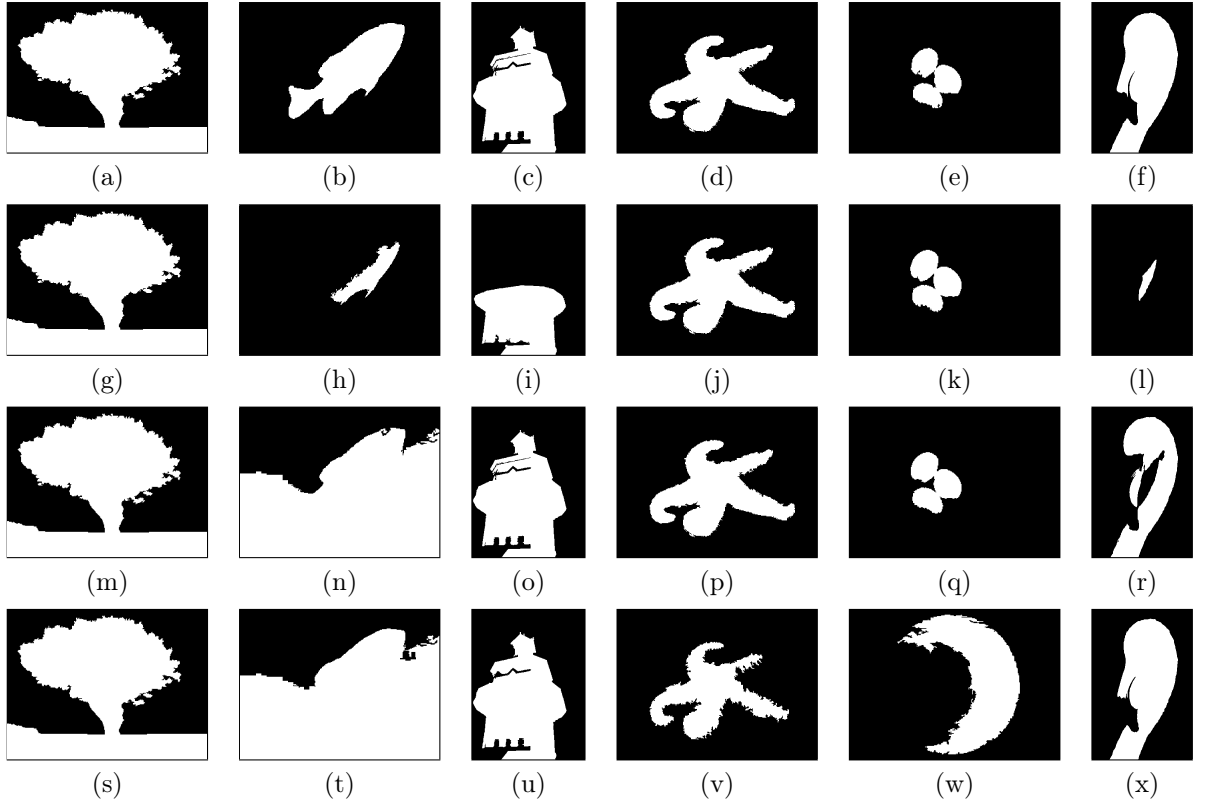 (a) (b) (c) (d) (e) (f)
(g) (h) (i) (j) (k) (l)
(m) (n) (o) (p) (q) (r)
(s) (t) (u) (v) (w) (x)